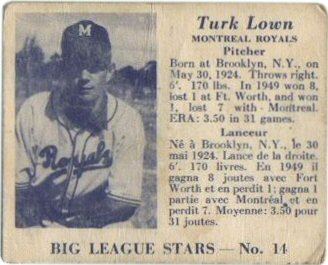 M
Royals
Turk Lown
MONTREAL ROYALS
Pitcher
Born at Brooklyn, N.Y., on
May 30, 1924. Throws right.
6'. 170 lbs. In 1949 won 8,
lost 1 at Ft. Worth, and won
1, lost 7 with Montreal.
ERA: 3.50 in 31 games.
Lanceur
Né à Brooklyn, N.Y., le 30
mai 1924. Lance de la droite.
6'. 170 livres. En 1949 il
gagna 8 joutes avec Fort
Worth et en perdit 1; gagna 1
partie avec Montreal et en
perdit 7. Moyenne: 3.50 pour
31 joutes.
BIG LEAGUE STARS — No. 14